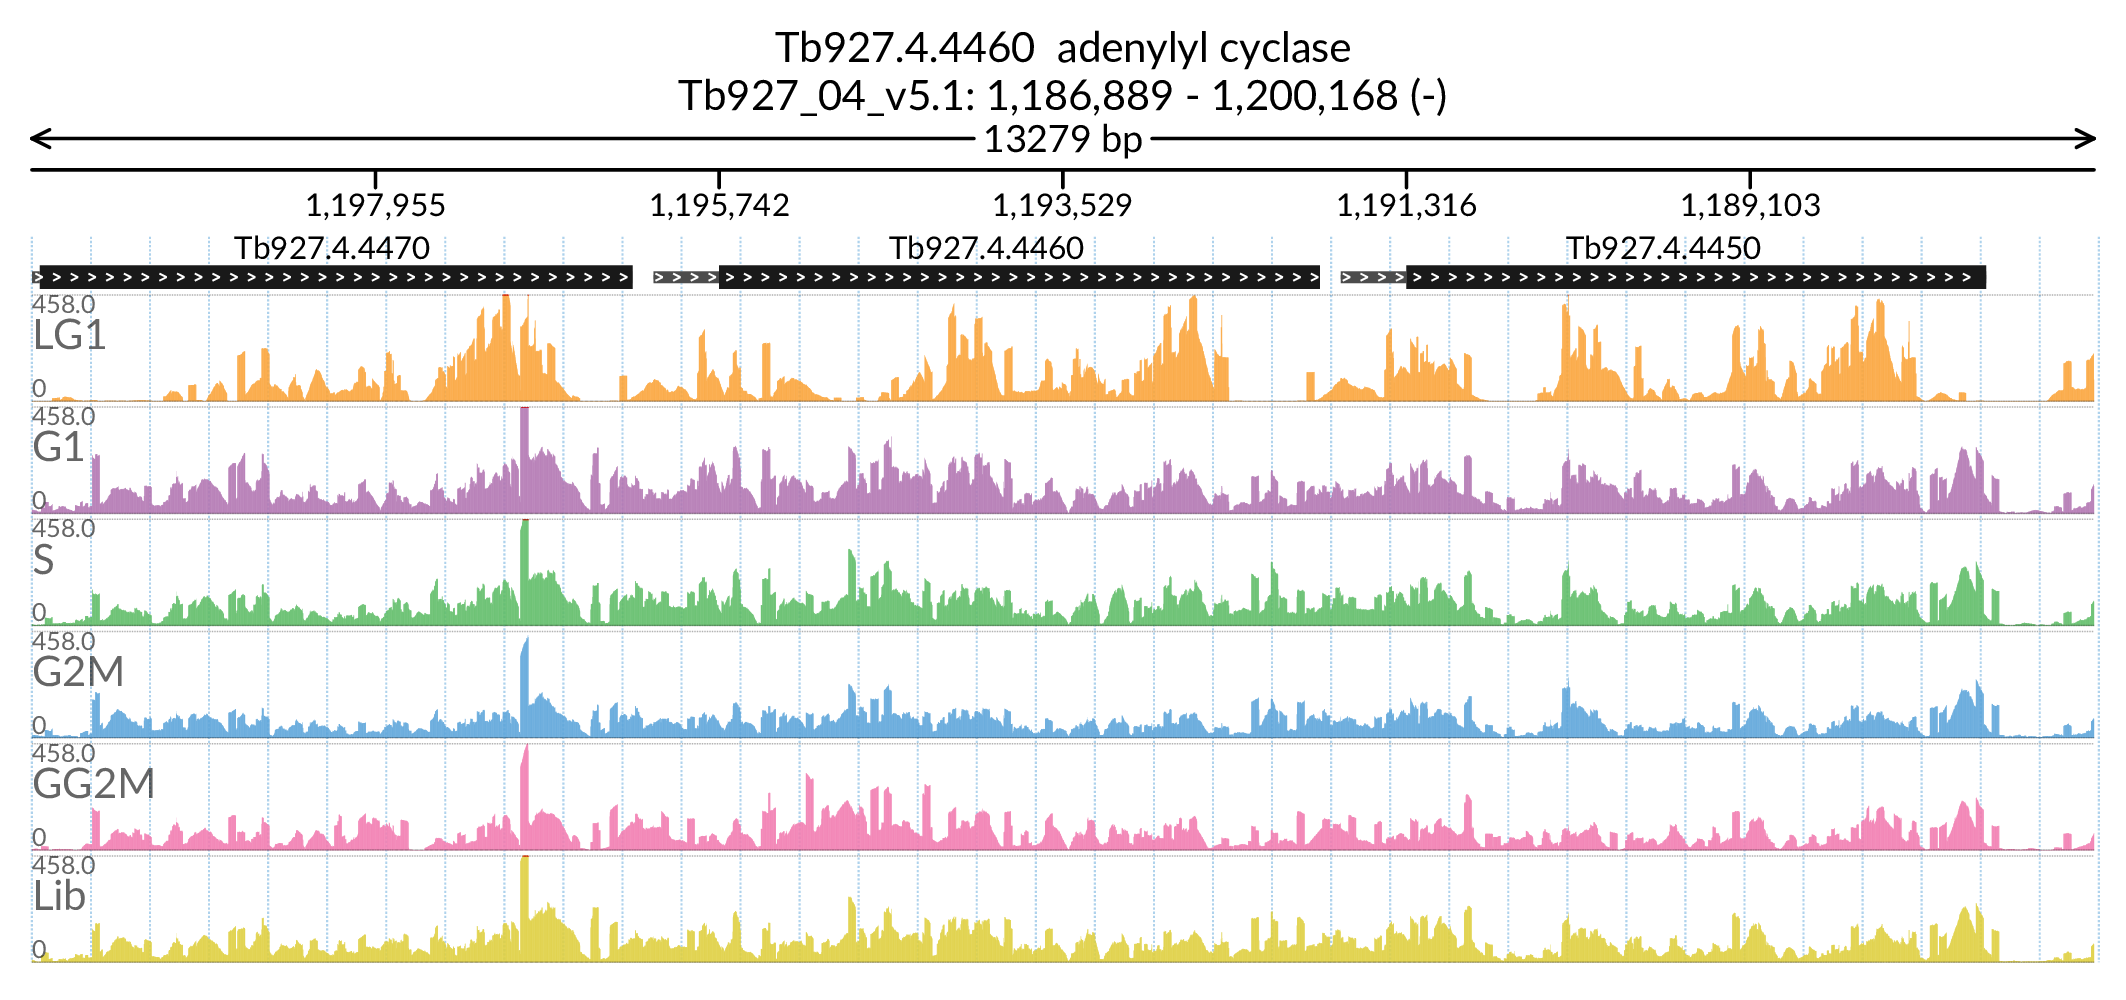 Tb927.4.4460 adenylyl cyclase
Tb927_04_v5.1: 1,186,889 - 1,200,168 (-)
13279 bp
1,197,955 1,195,742 1,193,529 1,191,316 1,189,103
Tb927.4.4470 Tb927.4.4460 Tb927.4.4450
458.0
LG1
0
458.0
G1
0
458.0
S
0
458.0
G2M
0
458.0
GG2M
0
458.0
Lib
0